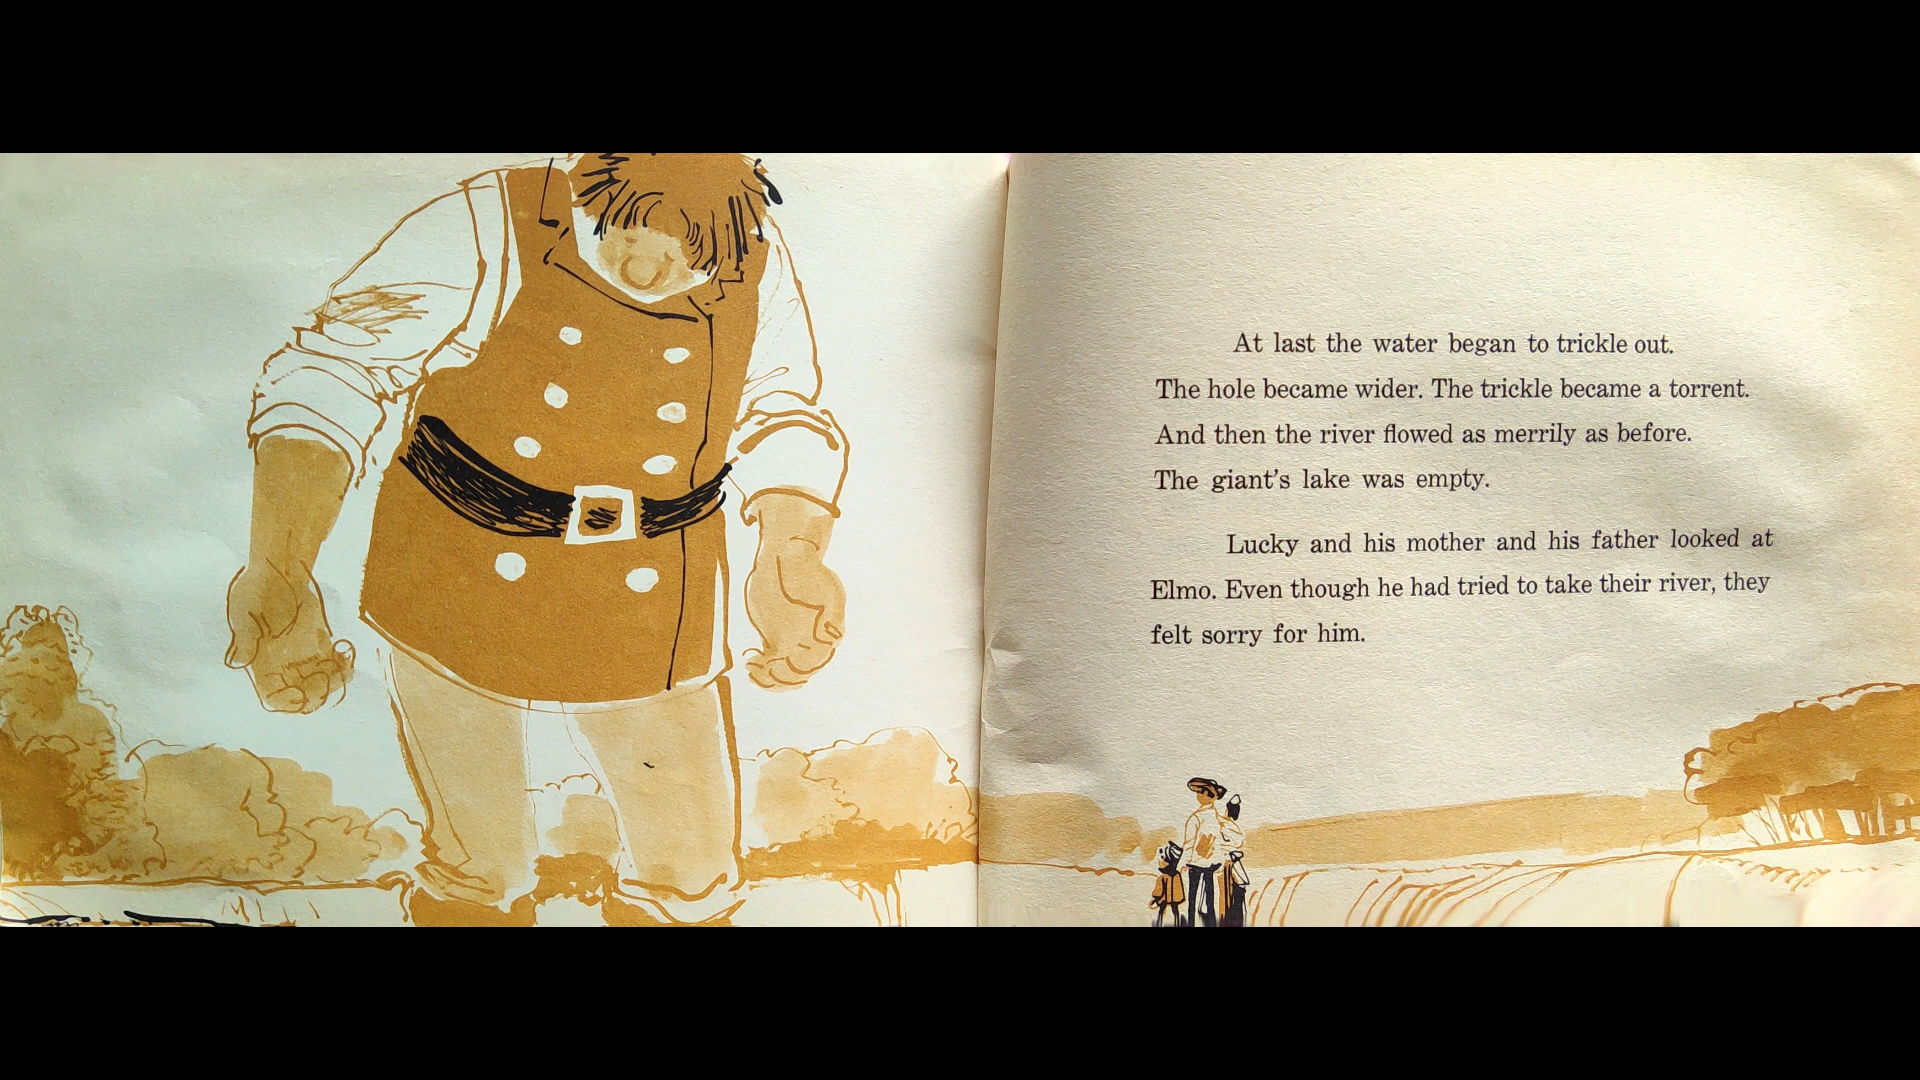 At last the water began to trickle out.
The hole became wider. The trickle became a torrent.
And then the river flowed as merrily as before.
The giant's lake was empty.
Lucky and his mother and his father looked at
Elmo. Even though he had tried to take their river, they
felt sorry for him.